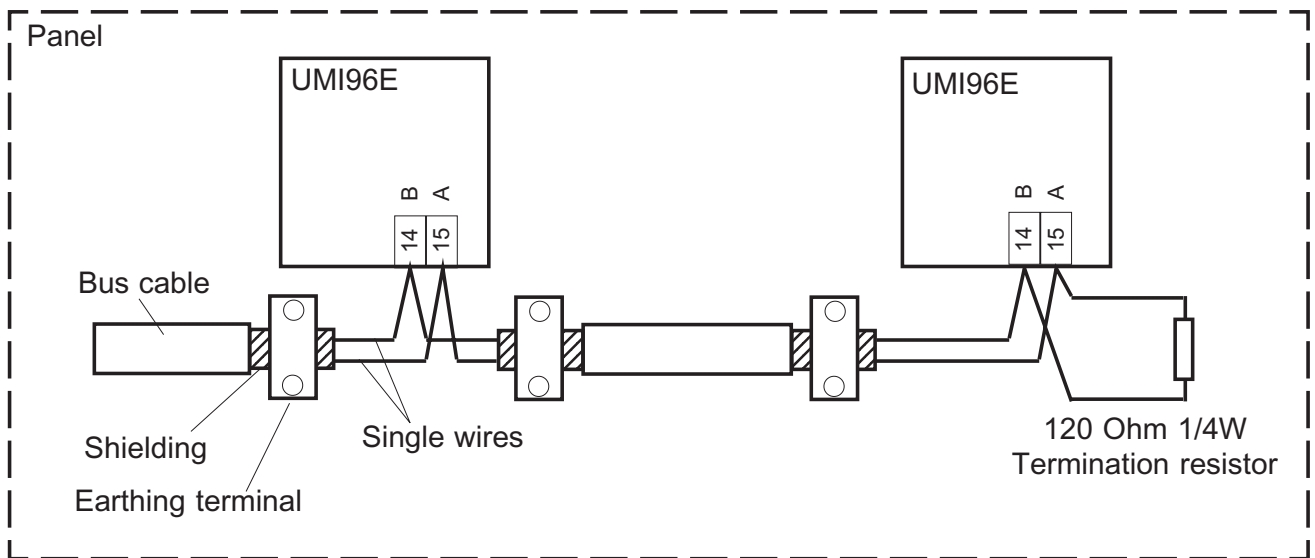 Panel
UMI96E
UMI96E
B A
14 15
B A
14 15
Bus cable
Shielding
Single wires
Earthing terminal
120 Ohm 1/4W
Termination resistor